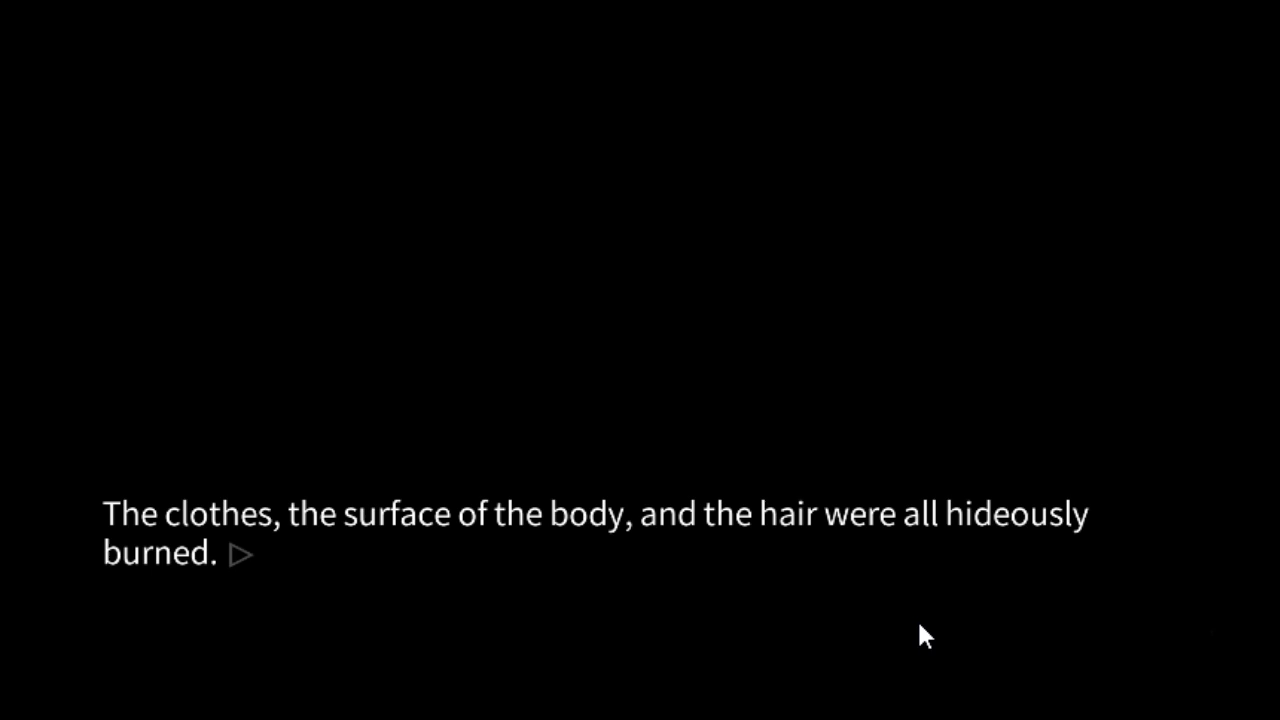 The clothes, the surface of the body, and the hair were all hideously
burned.